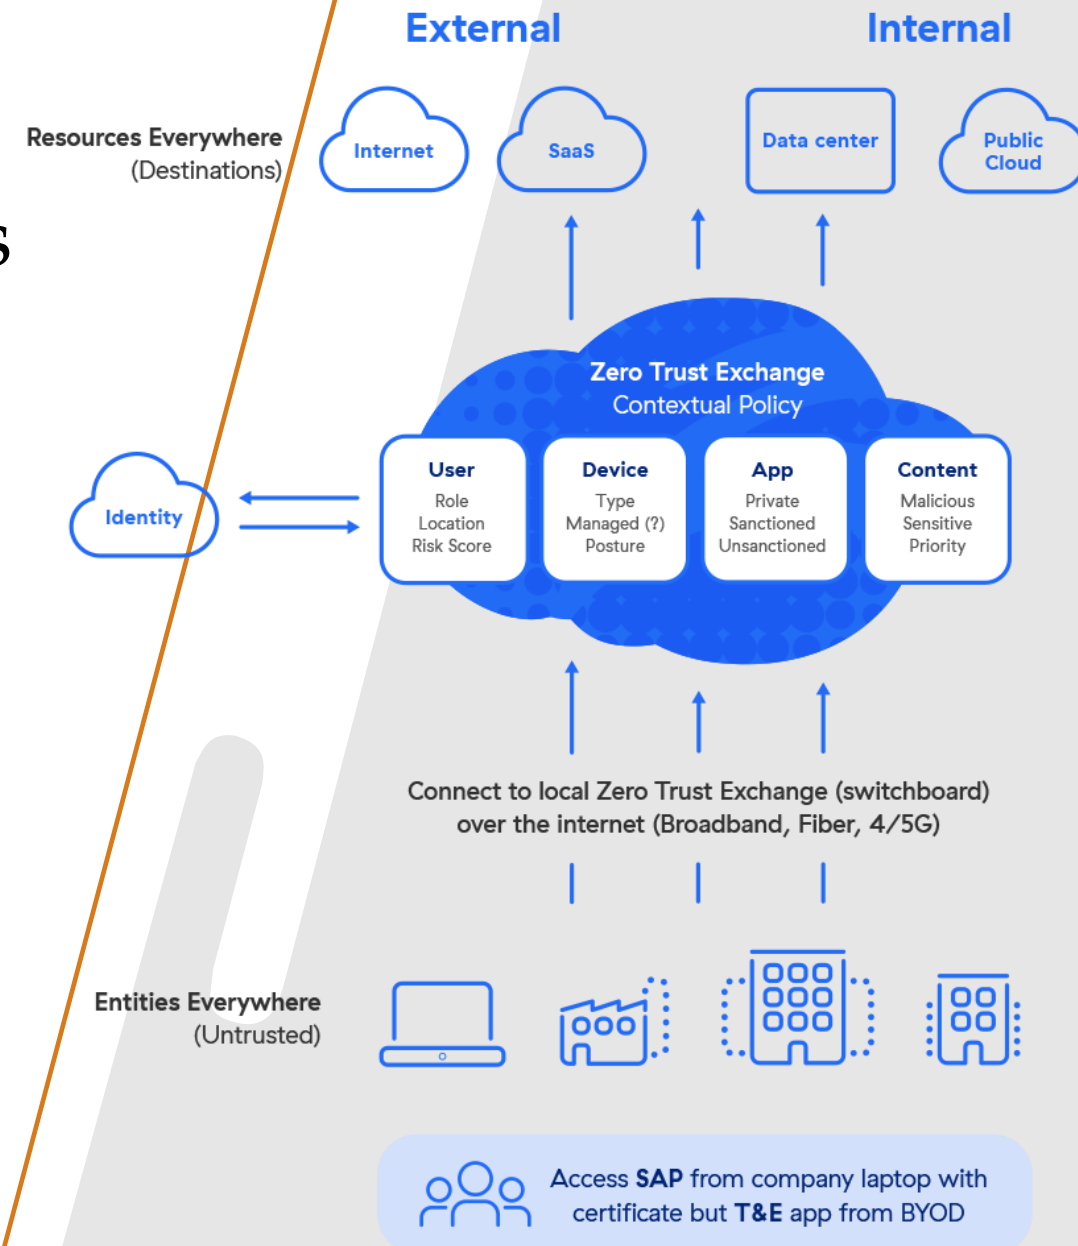 External
Internal
Resources Everywhere
(Destinations)
Internet
SaaS
Data center
Public
Cloud
s
Zero Trust Exchange
Contextual Policy
Identity
User
Role
Location
Risk Score
Device
Type
Managed (?)
Posture
App
Private
Sanctioned
Unsanctioned
Content
Malicious
Sensitive
Priority
Connect to local Zero Trust Exchange (switchboard)
over the internet (Broadband, Fiber, 4/5G)
Entities Everywhere
(Untrusted)
Access SAP from company laptop with
certificate but T&E app from BYOD